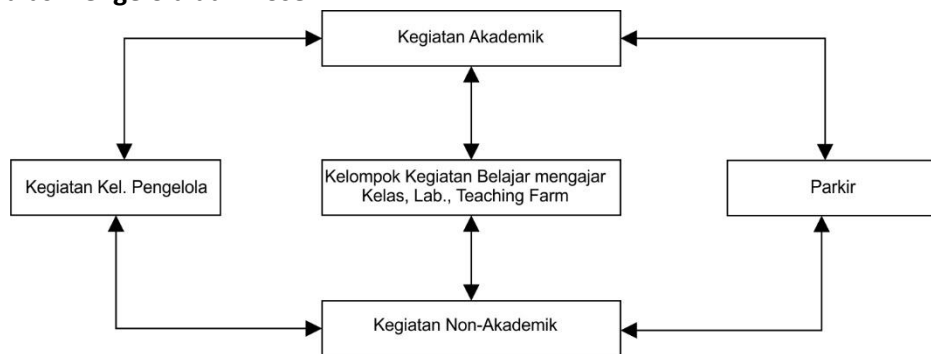 Kegiatan Akademik
Kegiatan Kel. Pengelola
Kelompok Kegiatan Belajar mengajar
Kelas, Lab., Teaching Farm
Parkir
Kegiatan Non-Akademik